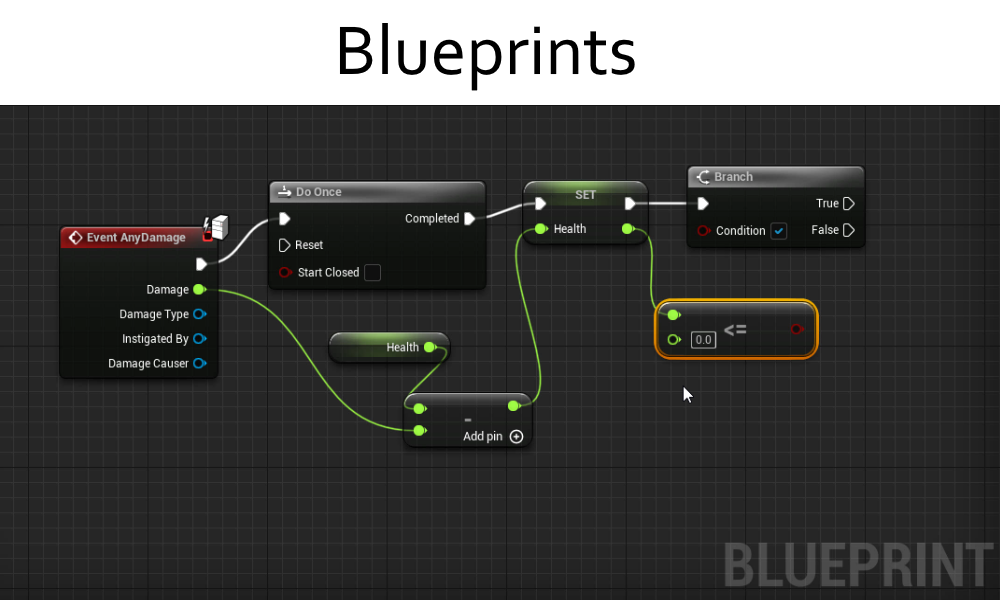 Blueprints
Event AnyDamage
Damage
Damage Type
Instigated By
Damage Causer
Do Once
Completed
Reset
Start Closed
SET
Health
Branch
True
Condition
False
Health
-
Add pin
0.0
<=
BLUEPRINT